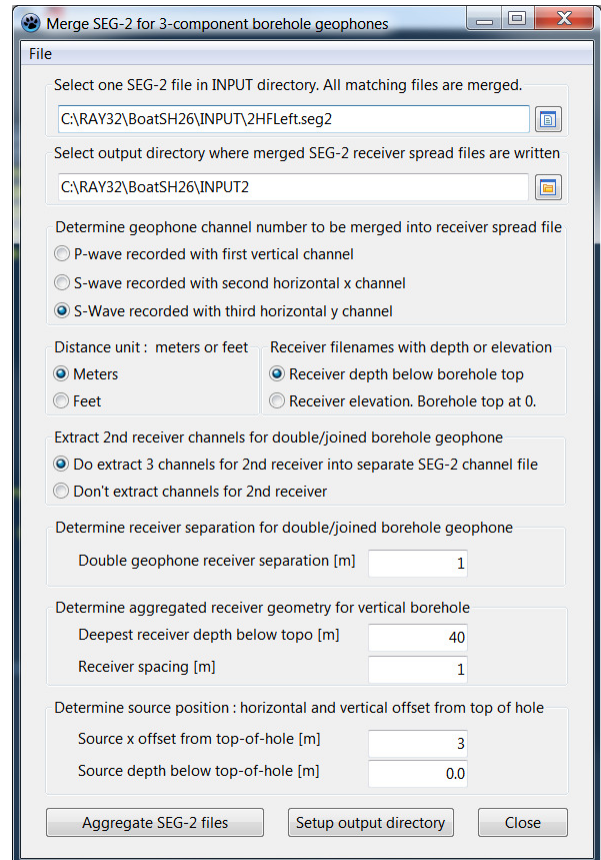 Merge SEG-2 for 3-component borehole geophones
File
Select one SEG-2 file in INPUT directory. All matching files are merged.
C:\RAY32\BoatSH26\INPUT\2HFLeft.seg2
Select output directory where merged SEG-2 receiver spread files are written
C:\RAY32\BoatSH26\INPUT2
Determine geophone channel number to be merged into receiver spread file
P-wave recorded with first vertical channel
S-wave recorded with second horizontal x channel
S-Wave recorded with third horizontal y channel
Distance unit : meters or feet Receiver filenames with depth or elevation
Meters Receiver depth below borehole top
Feet Receiver elevation. Borehole top at 0.
Extract 2nd receiver channels for double/joined borehole geophone
Do extract 3 channels for 2nd receiver into separate SEG-2 channel file
Don't extract channels for 2nd receiver
Determine receiver separation for double/joined borehole geophone
Double geophone receiver separation [m] 1
Determine aggregated receiver geometry for vertical borehole
Deepest receiver depth below topo [m] 40
Receiver spacing [m] 1
Determine source position : horizontal and vertical offset from top of hole
Source x offset from top-of-hole [m] 3
Source depth below top-of-hole [m] 0.0
Aggregate SEG-2 files Setup output directory Close